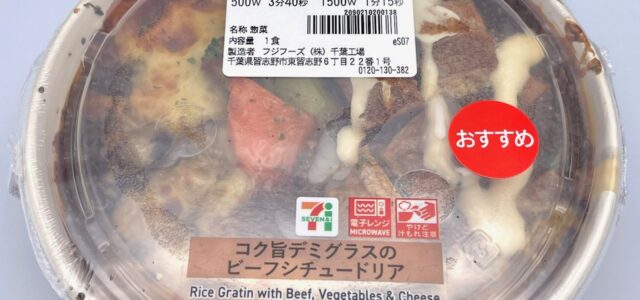 500W 3分40秒 1500W 1分15秒
2090210200138
名称 惣菜
内容量 1食 eS07
製造者 フジフーズ(株)千葉工場
千葉県習志野市東習志野6丁目22番1号
0120-130-382
おすすめ
7
SEVEN&i
電子レンジ
MICROWAVE
やけど
汁もれ注意
コク旨デミグラスの
ビーフシチュードリア
Rice Gratin with Beef, Vegetables & Cheese